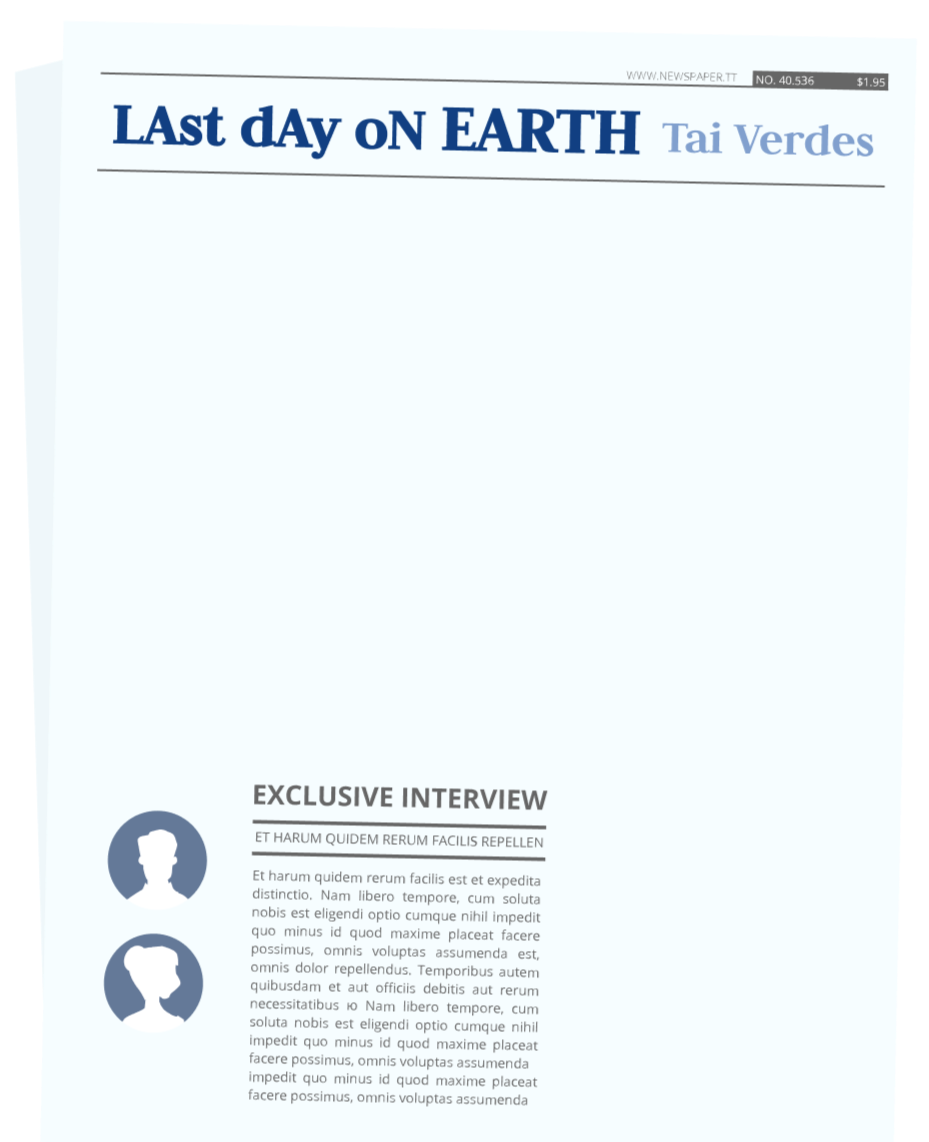 WWW.NEWSPAPER.TT NO. 40.536 $1.95
LAst dAy oN EARTH Tai Verdes
EXCLUSIVE INTERVIEW
ET HARUM QUIDEM RERUM FACILIS REPELLEN
Et harum quidem rerum facilis est et expedita
distinctio. Nam libero tempore, cum soluta
nobis est eligendi optio cumque nihil impedit
quo minus id quod maxime placeat facere
possimus, omnis voluptas assumenda est,
omnis dolor repellendus. Temporibus autem
quibusdam et aut officiis debitis aut rerum
necessitatibus ю Nam libero tempore, cum
soluta nobis est eligendi optio cumque nihil
impedit quo minus id quod maxime placeat
facere possimus, omnis voluptas assumenda
impedit quo minus id quod maxime placeat
facere possimus, omnis voluptas assumenda